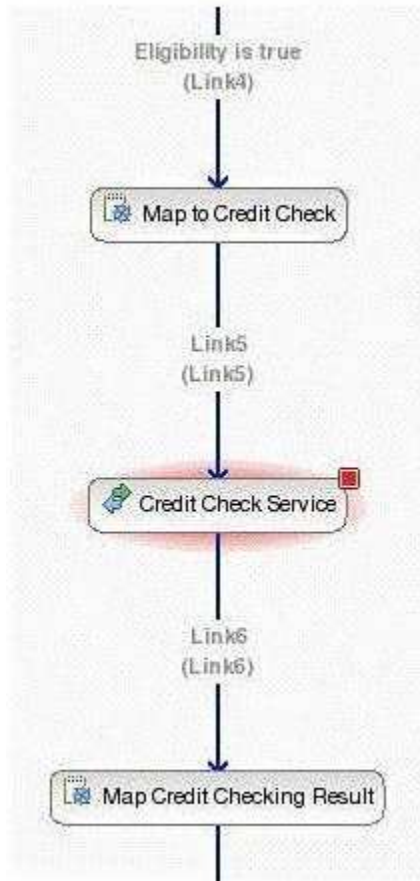 Eligibility is true
(Link4)
Map to Credit Check
Link5
(Link5)
Credit Check Service
Link6
(Link6)
Map Credit Checking Result